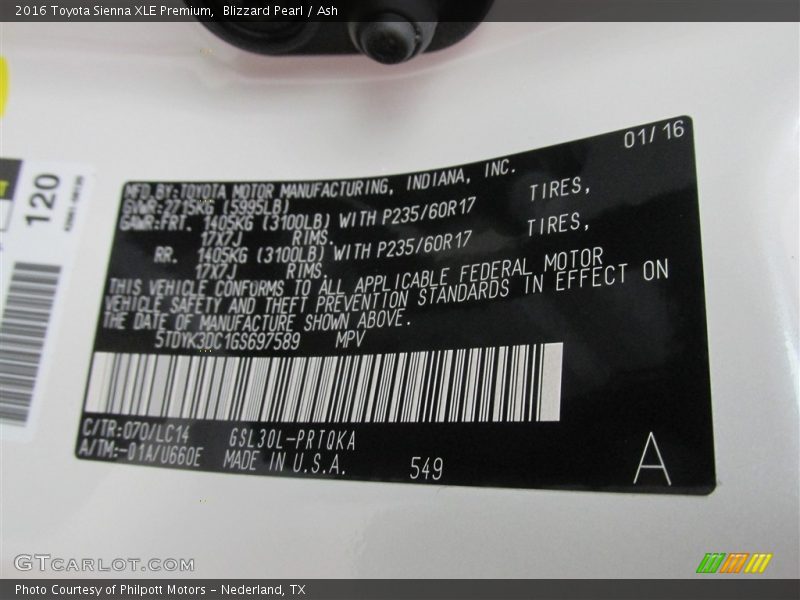 2016 Toyota Sienna XLE Premium, Blizzard Pearl / Ash
01/16
MFD.BY:TOYOTA MOTOR MANUFACTURING, INDIANA, INC.
GVWR:2715KG (5995LB)
GAWR:FRT. 1405KG (3100LB) WITH P235/60R17 TIRES,
17X7J RIMS.
RR. 1405KG (3100LB) WITH P235/60R17 TIRES,
17X7J RIMS.
THIS VEHICLE CONFORMS TO ALL APPLICABLE FEDERAL MOTOR
VEHICLE SAFETY AND THEFT PREVENTION STANDARDS IN EFFECT ON
THE DATE OF MANUFACTURE SHOWN ABOVE.
5TDYK3DC1GS697589 MPV
C/TR:070/LC14 GSL30L-PRTQKA
A/TM:-01A/U660E MADE IN U.S.A. 549
A
120
GTCARLOT.COM
Photo Courtesy of Philpott Motors - Nederland, TX